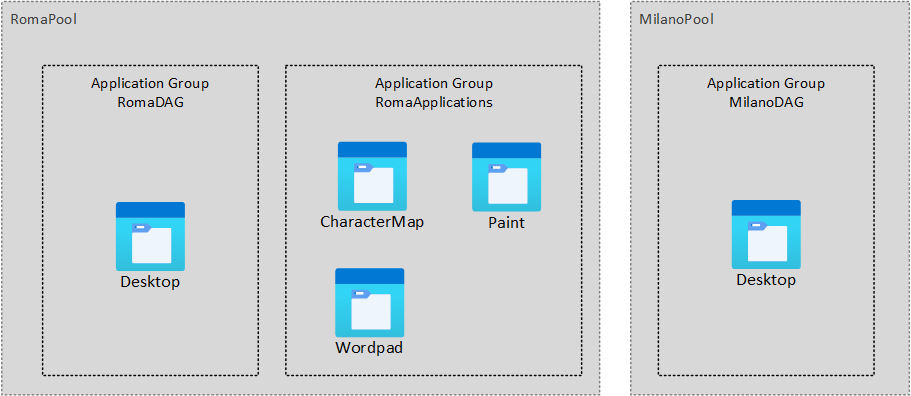 RomaPool
Application Group
RomaDAG
Desktop
Application Group
RomaApplications
CharacterMap
Paint
Wordpad
MilanoPool
Application Group
MilanoDAG
Desktop